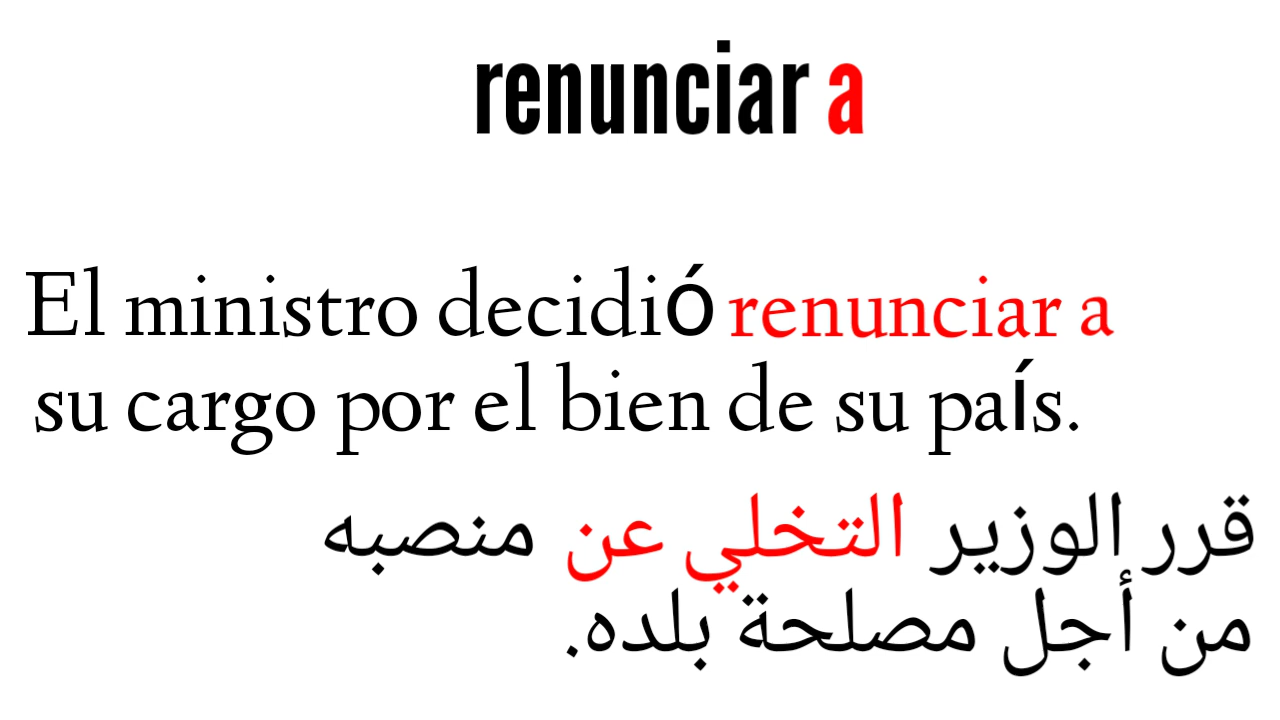 renunciar a
El ministro decidió renunciar a
su cargo por el bien de su país.
قرر الوزير التخلي عن منصبه
من أجل مصلحة بلده.